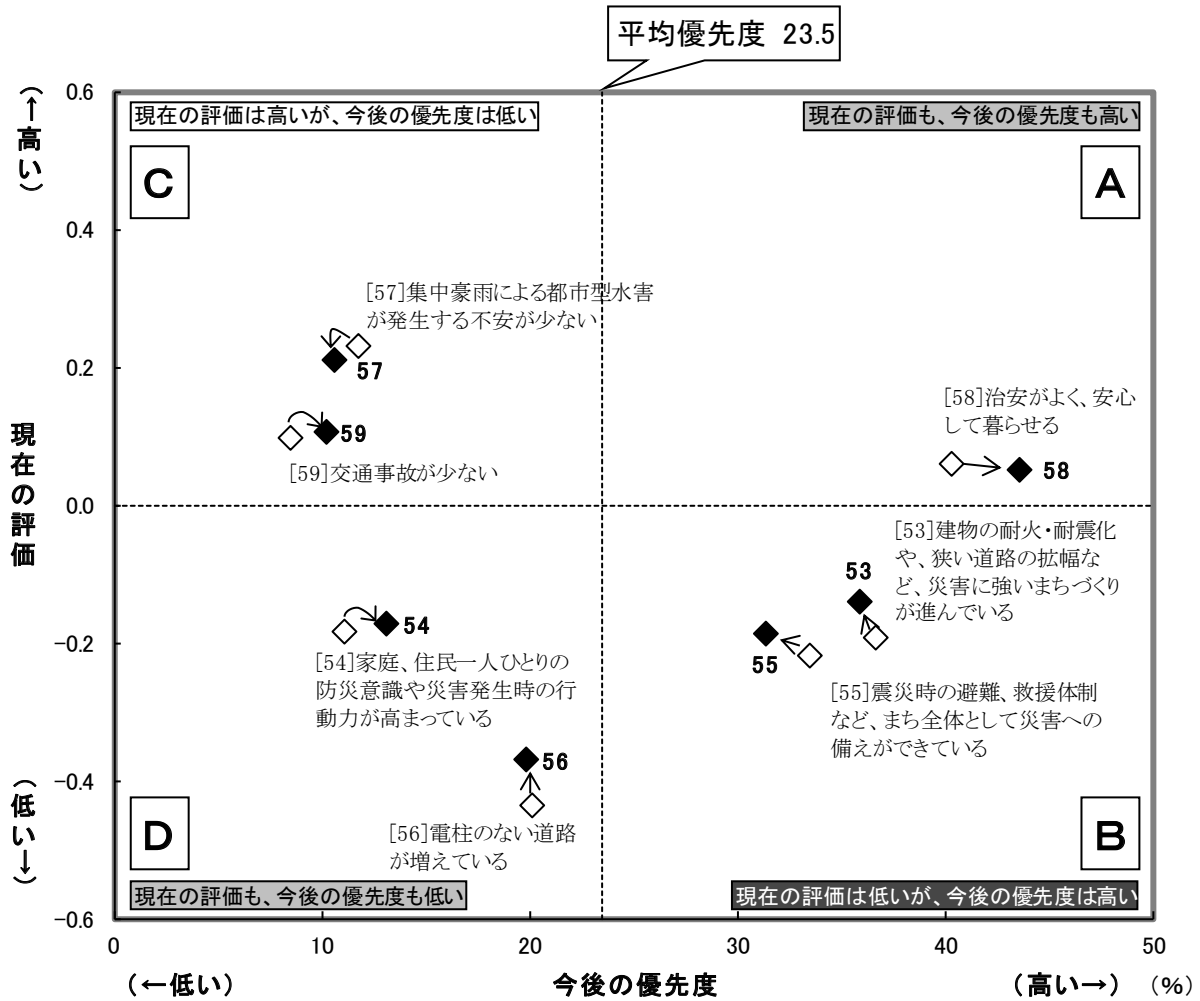 平均優先度 23.5
(↑高い)
0.6
現在の評価は高いが、今後の優先度は低い
現在の評価も、今後の優先度も高い
C
A
0.4
[57]集中豪雨による都市型水害
が発生する不安が少ない
57
0.2
[58]治安がよく、安心
して暮らせる
59
58
[59]交通事故が少ない
現在の評価
0.0
[53]建物の耐火・耐震化
や、狭い道路の拡幅な
ど、災害に強いまちづくり
が進んでいる
53
54
55
-0.2
[54]家庭、住民一人ひとりの
防災意識や災害発生時の行
動力が高まっている
[55]震災時の避難、救援体制
など、まち全体として災害への
備えができている
56
-0.4
(低い↓)
[56]電柱のない道路
が増えている
D
B
現在の評価も、今後の優先度も低い
現在の評価は低いが、今後の優先度は高い
-0.6
0 10 20 30 40 50
(←低い) 今後の優先度 (高い→) (%)